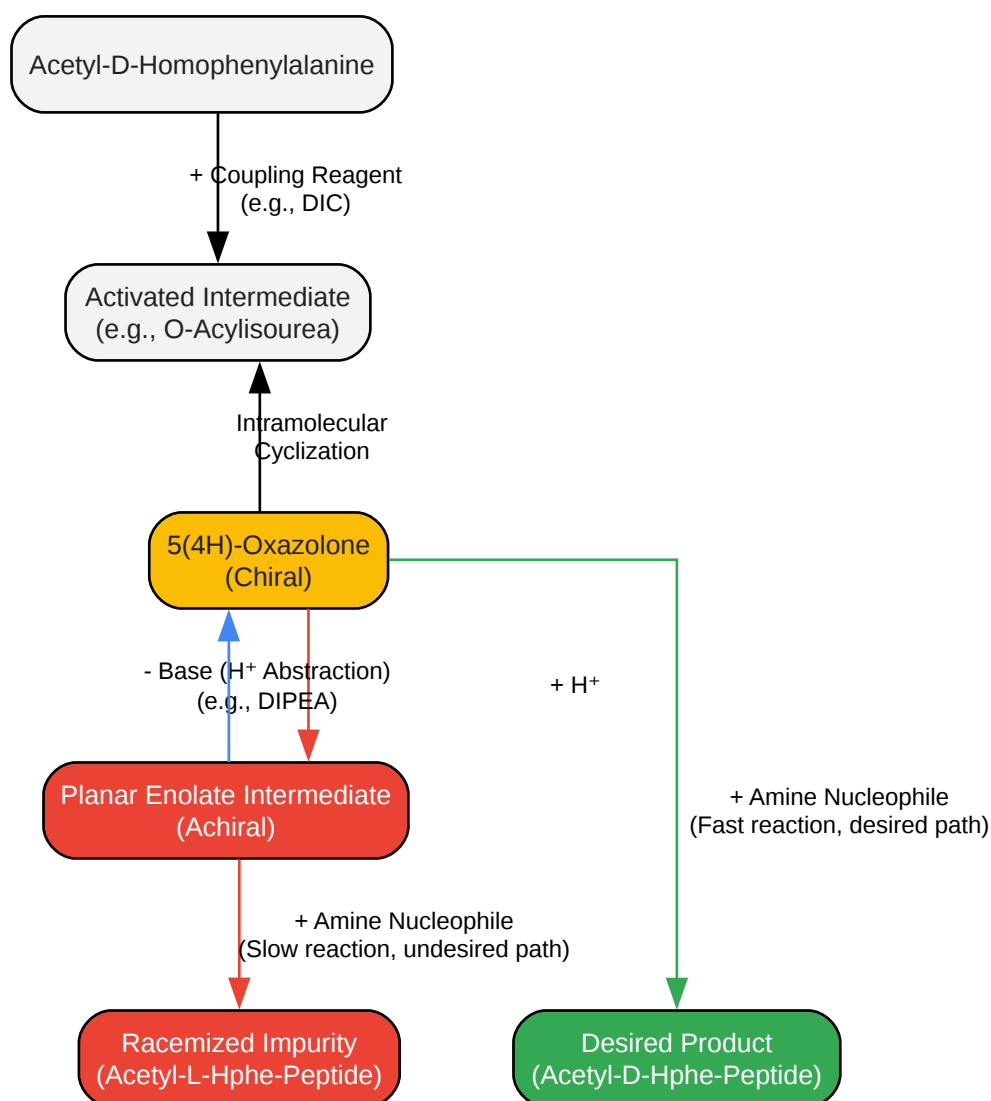 Acetyl-D-Homophenylalanine
+ Coupling Reagent
(e.g., DIC)
Activated Intermediate
(e.g., O-Acylisourea)
Intramolecular
Cyclization
5(4H)-Oxazolone
(Chiral)
- Base (H⁺ Abstraction)
(e.g., DIPEA)
+ H⁺
Planar Enolate Intermediate
(Achiral)
+ Amine Nucleophile
(Fast reaction, desired path)
+ Amine Nucleophile
(Slow reaction, undesired path)
Racemized Impurity
(Acetyl-L-Hphe-Peptide)
Desired Product
(Acetyl-D-Hphe-Peptide)